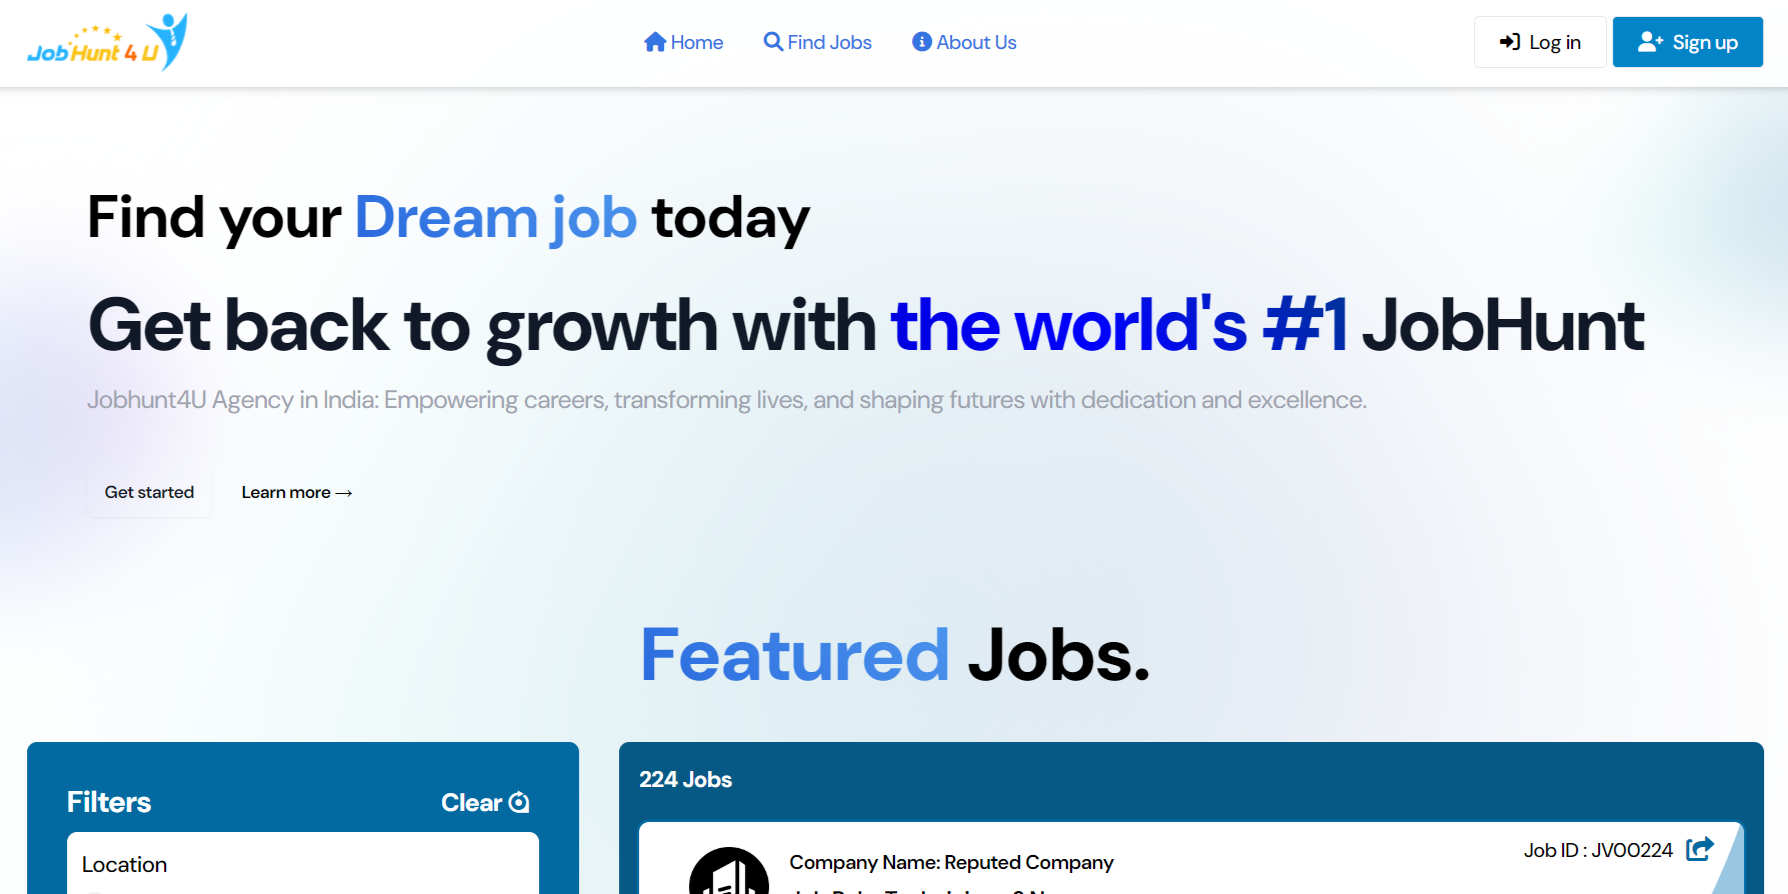 Job Hunt 4 U
Home
Find Jobs
About Us
Log in
Sign up
Find your Dream job today
Get back to growth with the world's #1 JobHunt
Jobhunt4U Agency in India: Empowering careers, transforming lives, and shaping futures with dedication and excellence.
Get started
Learn more →
Featured Jobs.
Filters
Clear
Location
224 Jobs
Job ID : JV00224
Company Name: Reputed Company